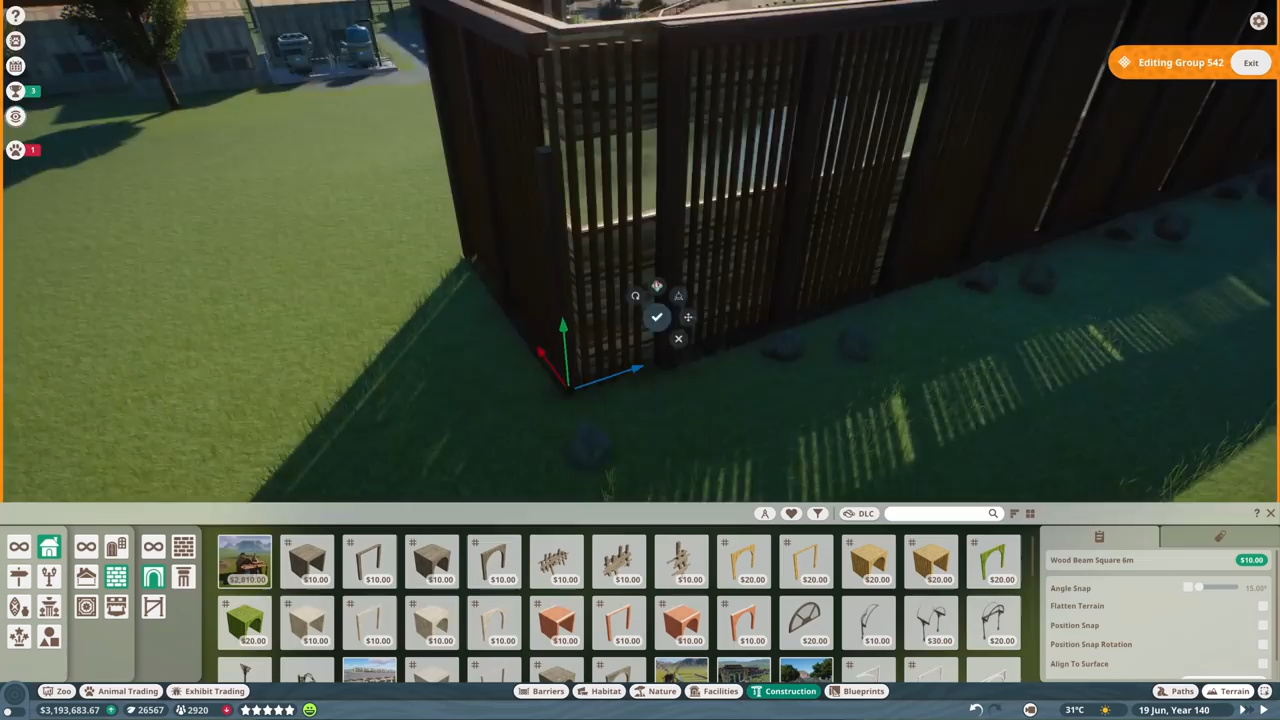 ?
Editing Group 542
Exit
3
1
DLC
?
$2,810.00
$10.00
$10.00
$10.00
$10.00
$10.00
$10.00
$10.00
$20.00
$20.00
$20.00
$20.00
$20.00
$20.00
$10.00
$10.00
$10.00
$10.00
$10.00
$10.00
$10.00
$10.00
$20.00
$10.00
$30.00
$20.00
Wood Beam Square 6m
$10.00
Angle Snap
15.00°
Flatten Terrain
Position Snap
Position Snap Rotation
Align To Surface
Zoo
Animal Trading
Exhibit Trading
Barriers
Habitat
Nature
Facilities
Construction
Blueprints
Paths
Terrain
$3,193,683.67
26567
2920
31°C
19 Jun, Year 140